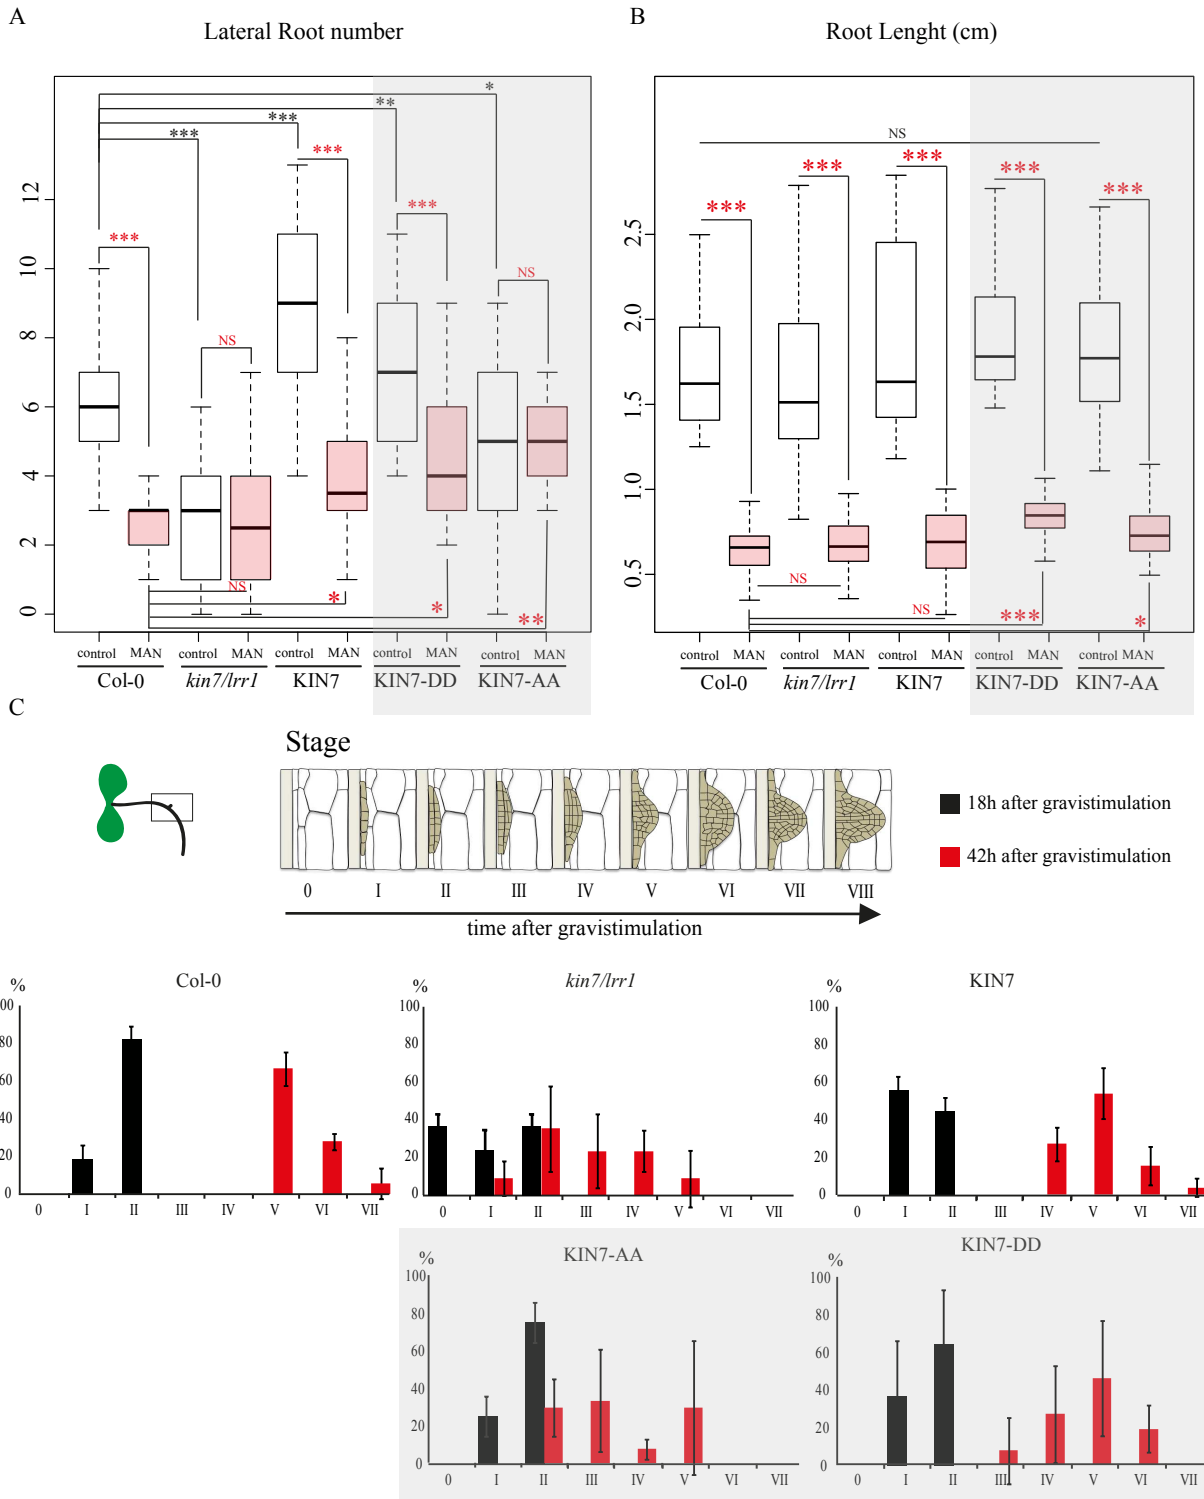 A
Lateral Root number
*
**
***
***
***
***
***
NS
NS
12
10
8
6
4
2
0
NS
*
*
**
control MAN control MAN control MAN control MAN control MAN
Col-0 kin7/lrr1 KIN7 KIN7-DD KIN7-AA
B
Root Lenght (cm)
NS
***
***
***
***
***
2.5
2.0
1.5
1.0
0.5
NS
NS
***
*
control MAN control MAN control MAN control MAN control MAN
Col-0 kin7/lrr1 KIN7 KIN7-DD KIN7-AA
C
Stage
0 I II III IV V VI VII VIII
time after gravistimulation
18h after gravistimulation
42h after gravistimulation
Col-0
%
00
80
60
40
20
0
0 I II III IV V VI VII
kin7/lrr1
%
100
80
60
40
20
0
0 I II III IV V VI VII
KIN7
%
100
80
60
40
20
0
0 I II III IV V VI VII
KIN7-AA
%
100
80
60
40
20
0
0 I II III IV V VI VII
KIN7-DD
%
100
80
60
40
20
0
0 I II III IV V VI VII